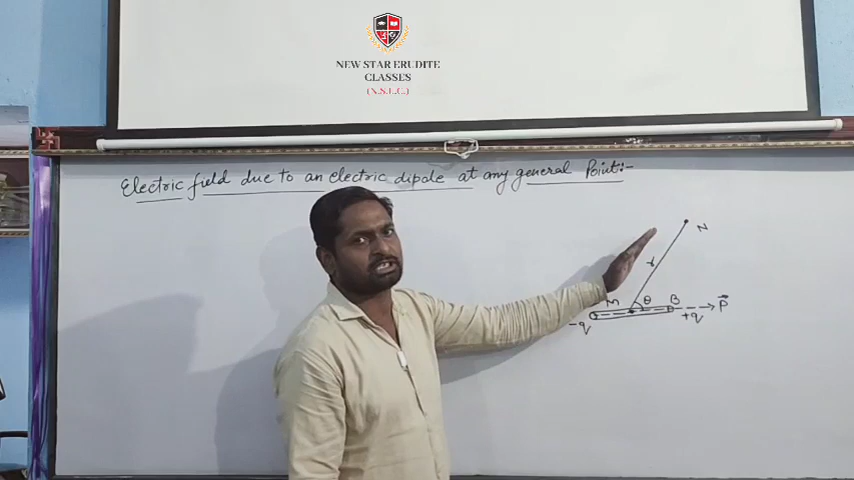 NEW STAR ERUDITE
CLASSES
(N.S.E.C.)
Electric field due to an electric dipole at any general Point:-
N
r
M θ B P
-q +q